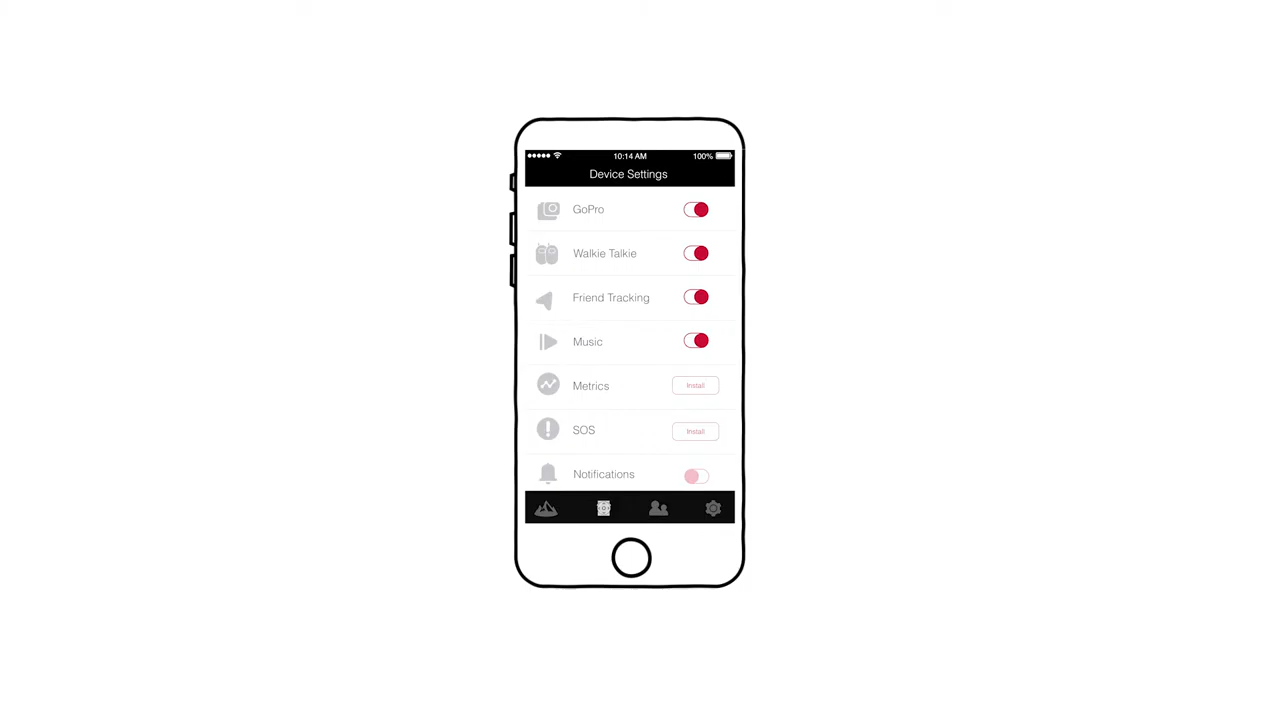 10:14 AM
100%
Device Settings
GoPro
Walkie Talkie
Friend Tracking
Music
Metrics
Install
SOS
Install
Notifications